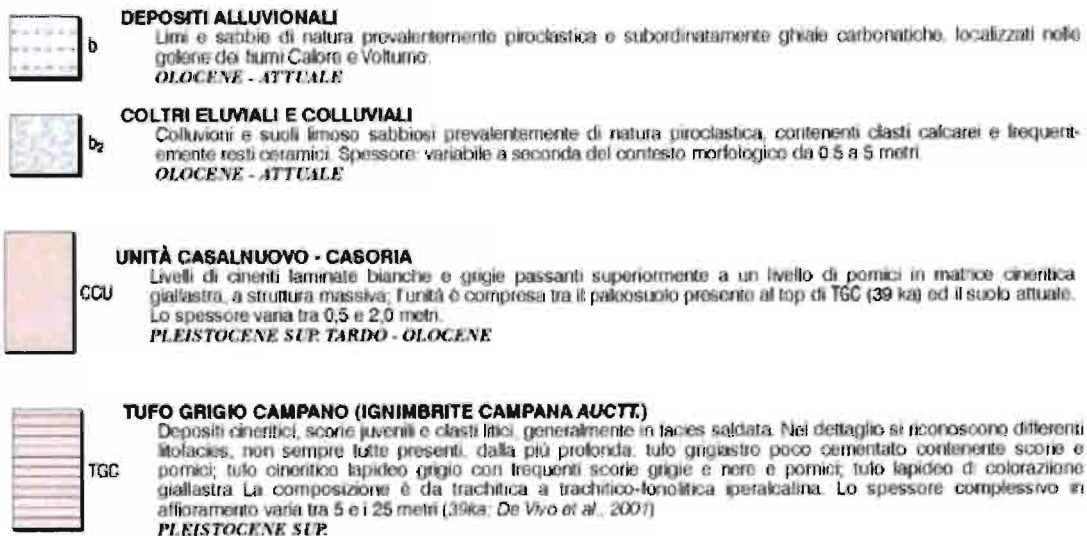 DEPOSITI ALLUVIONALI
b
Limi e sabbie di natura prevalentemente piroclastica e subordinatamente ghiaie carbonatiche, localizzati nelle
golene dei fiumi Calore e Volturno.
OLOCENE - ATTUALE
COLTRI ELUVIALI E COLLUVIALI
b2
Colluvioni e suoli limoso sabbiosi prevalentemente di natura piroclastica, contenenti clasti calcarei e frequent-
emente resti ceramici. Spessore: variabile a seconda del contesto morfologico da 0.5 a 5 metri
OLOCENE - ATTUALE
UNITÀ CASALNUOVO - CASORIA
CCU
Livelli di cineriti laminate bianche e grigie passanti superiormente a un livello di pomici in matrice cineritica
giallastra, a struttura massiva; l'unità è compresa tra il paleosuolo presente al top di TGC (39 ka) ed il suolo attuale.
Lo spessore varia tra 0,5 e 2,0 metri.
PLEISTOCENE SUP. TARDO - OLOCENE
TUFO GRIGIO CAMPANO (IGNIMBRITE CAMPANA AUCTT.)
TGC
Depositi cineritici, scorie juvenili e clasti litici, generalmente in facies saldata. Nel dettaglio si riconoscono differenti
litofacies, non sempre tutte presenti, dalla più profonda: tufo grigiastro poco cementato contenente scorie e
pomici; tufo cineritico lapideo grigio con frequenti scorie grigie e nere e pomici; tufo lapideo di colorazione
giallastra La composizione è da trachitica a trachitico-fonolitica iperalcalina. Lo spessore complessivo in
affioramento varia tra 5 e i 25 metri (39ka: De Vivo et al., 2001)
PLEISTOCENE SUP.